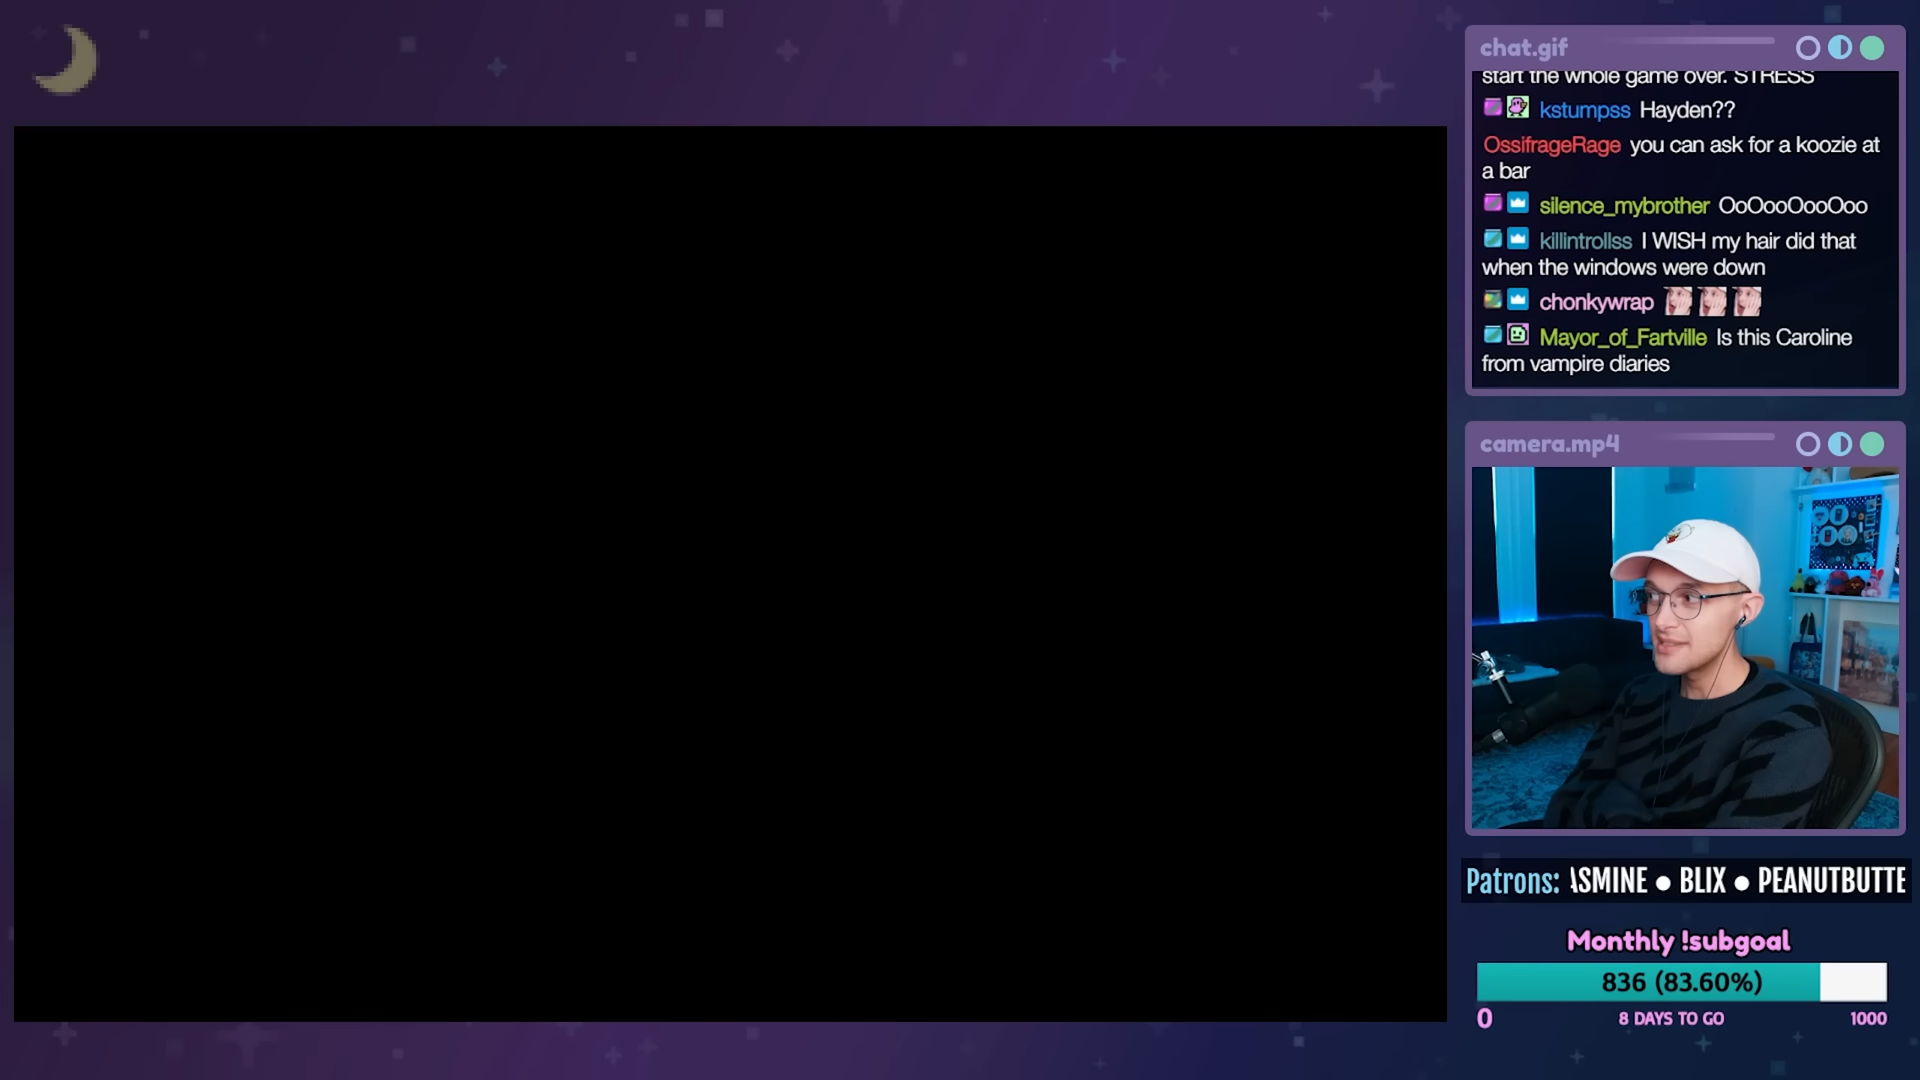 chat.gif
start the whole game over. STRESS
kstumpss Hayden??
OssifrageRage you can ask for a koozie at
a bar
silence_mybrother OoOooOooOoo
killintrollss I WISH my hair did that
when the windows were down
chonkywrap
Mayor_of_Fartville Is this Caroline
from vampire diaries
camera.mp4
Patrons: ASMINE ● BLIX ● PEANUTBUTTE
Monthly !subgoal
836 (83.60%)
0 8 DAYS TO GO 1000